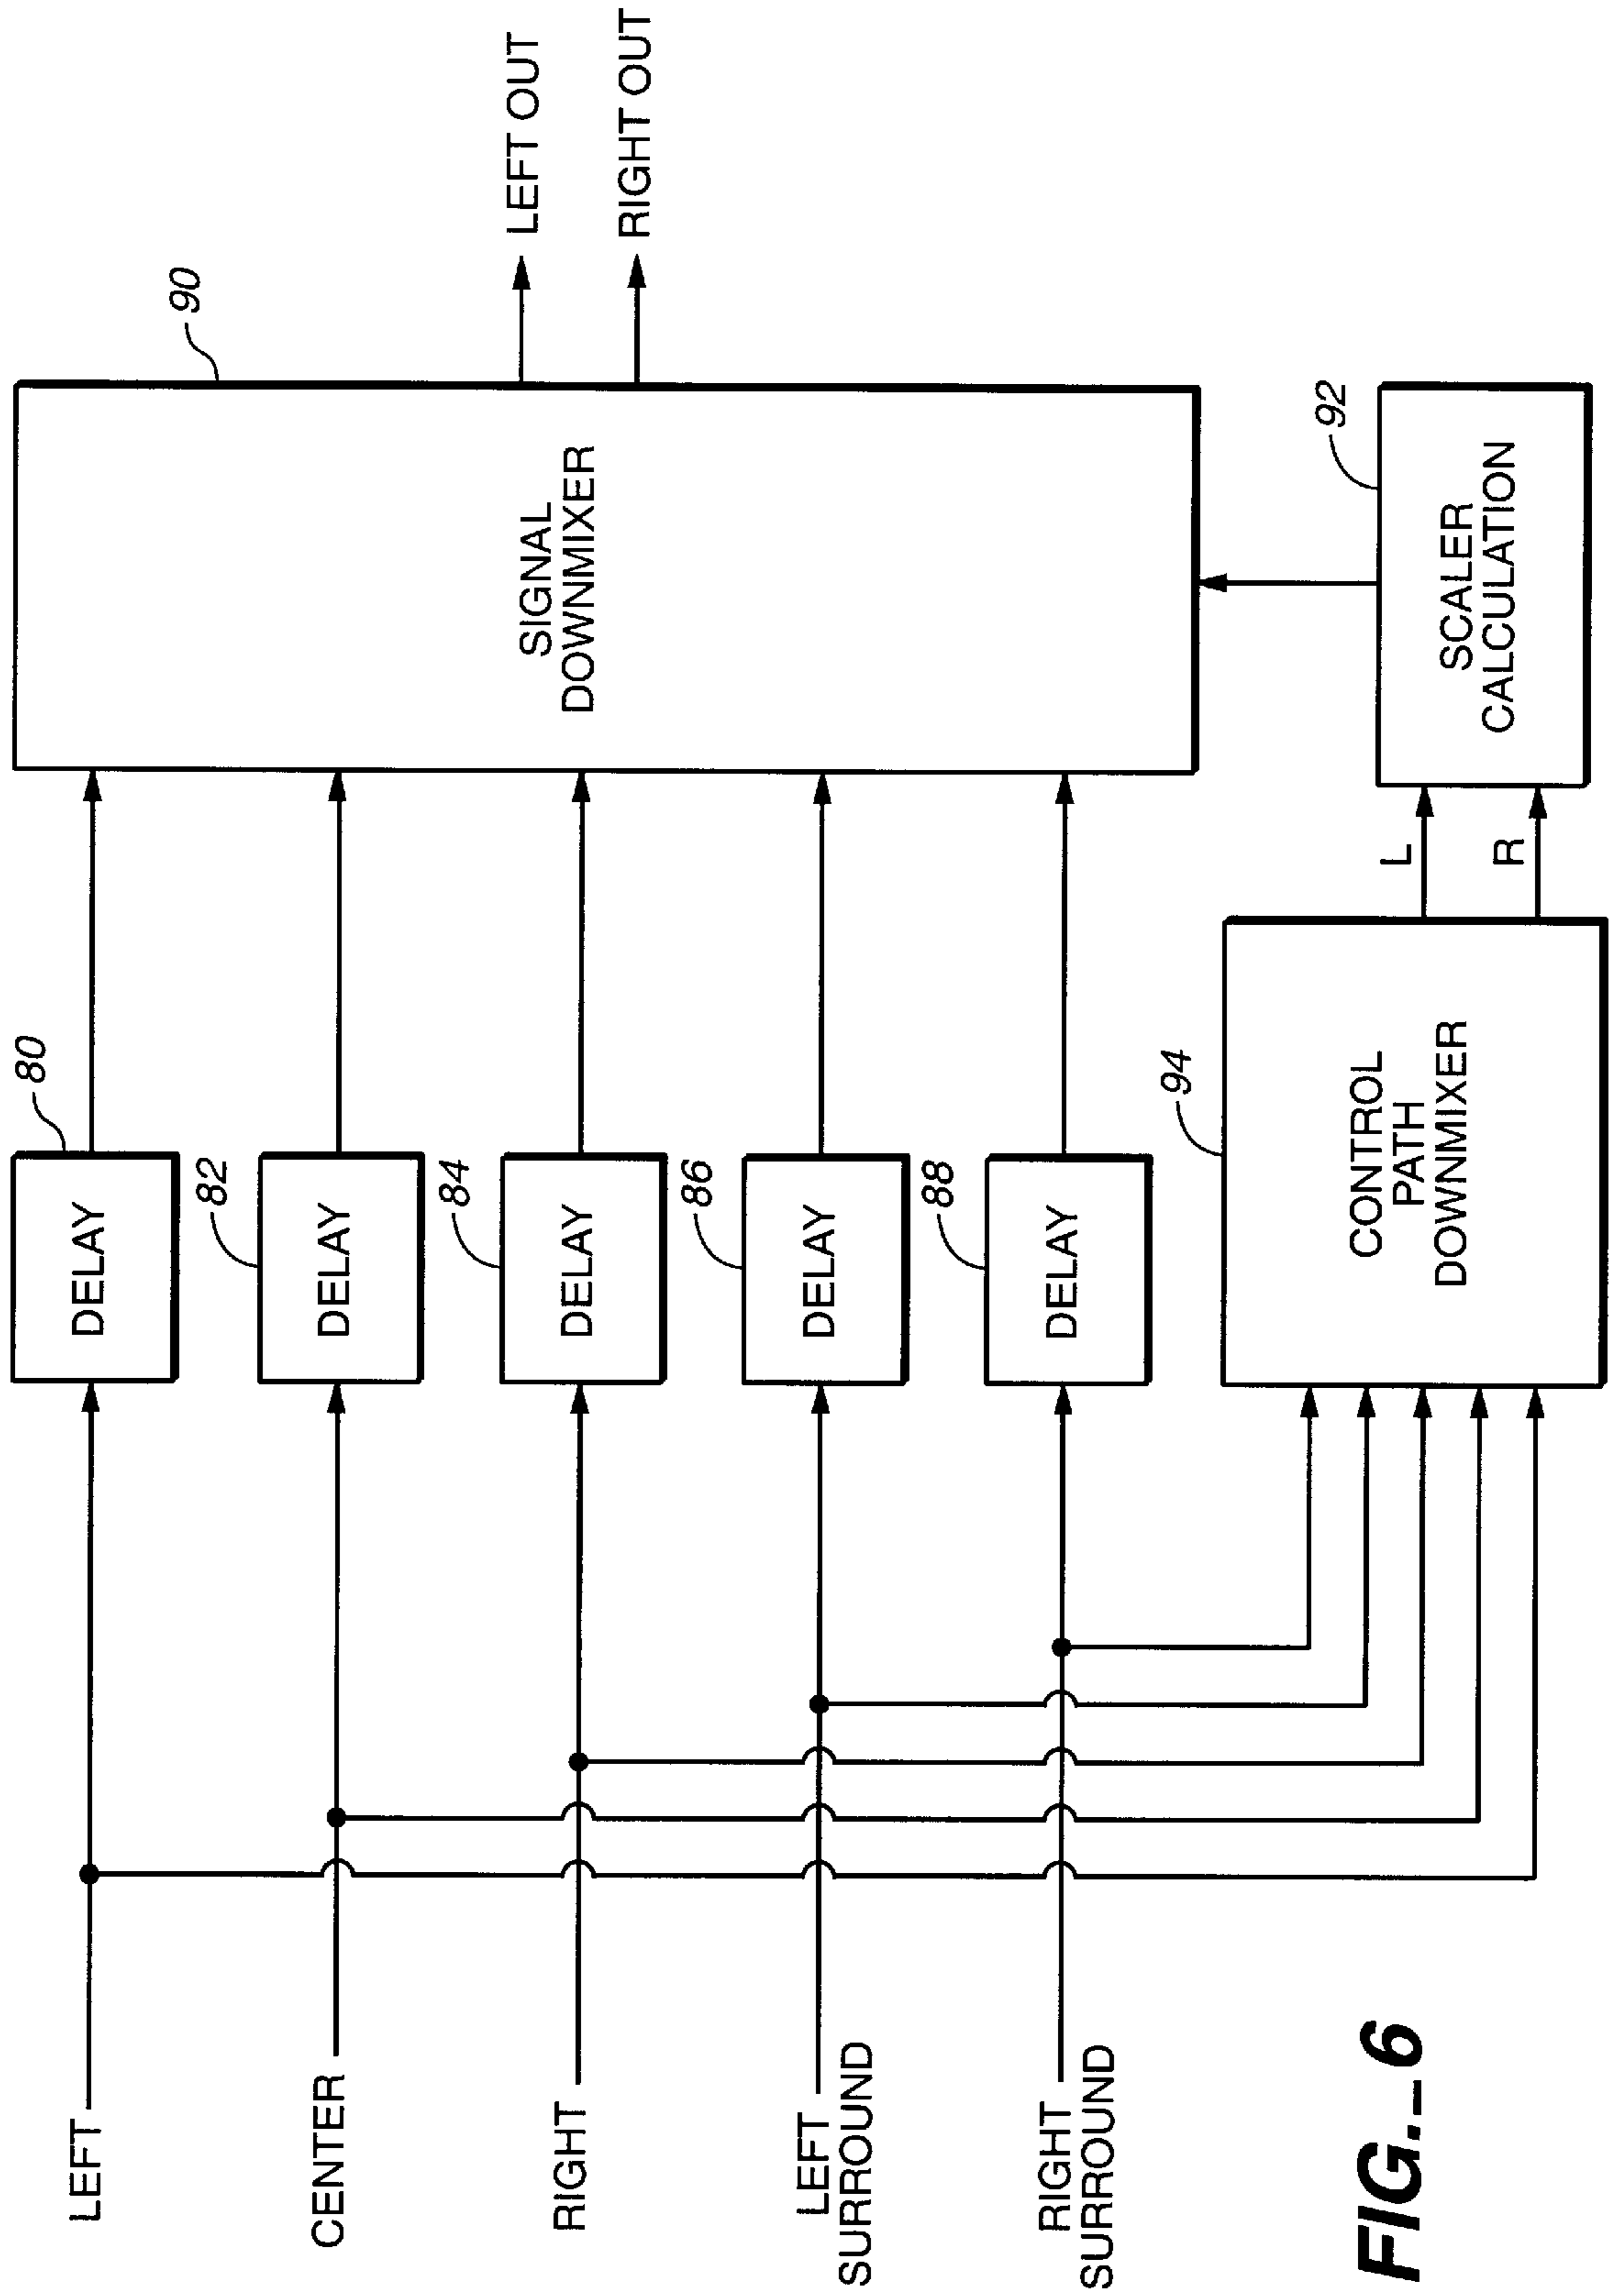 LEFT
CENTER
RIGHT
LEFT
SURROUND
RIGHT
SURROUND
80
DELAY
82
DELAY
84
DELAY
86
DELAY
88
DELAY
94
CONTROL
PATH
DOWNMIXER
L
R
90
SIGNAL
DOWNMIXER
92
SCALER
CALCULATION
LEFT OUT
RIGHT OUT
FIG._6